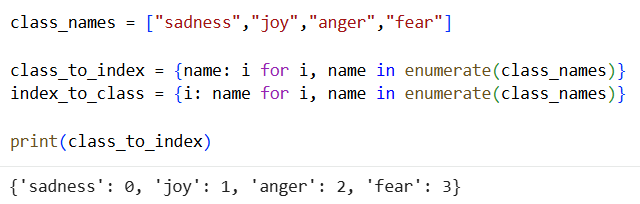 class_names = ["sadness","joy","anger","fear"]
class_to_index = {name: i for i, name in enumerate(class_names)}
index_to_class = {i: name for i, name in enumerate(class_names)}
print(class_to_index)
{'sadness': 0, 'joy': 1, 'anger': 2, 'fear': 3}